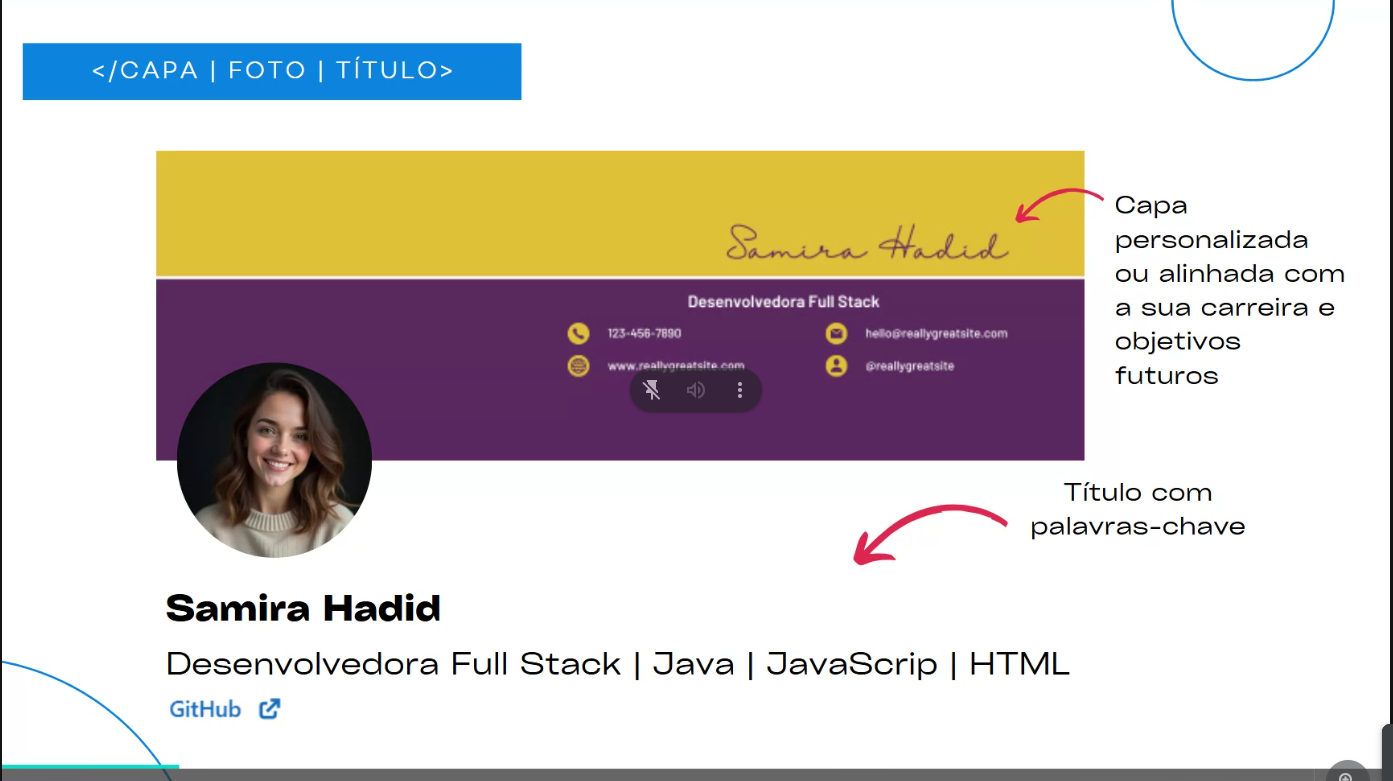 </CAPA | FOTO | TÍTULO>
Samira Hadid
Desenvolvedora Full Stack
123-456-7890
hello@reallygreatsite.com
www.reallygreatsite.com
@reallygreatsite
Capa
personalizada
ou alinhada com
a sua carreira e
objetivos
futuros
Título com
palavras-chave
Samira Hadid
Desenvolvedora Full Stack | Java | JavaScrip | HTML
GitHub